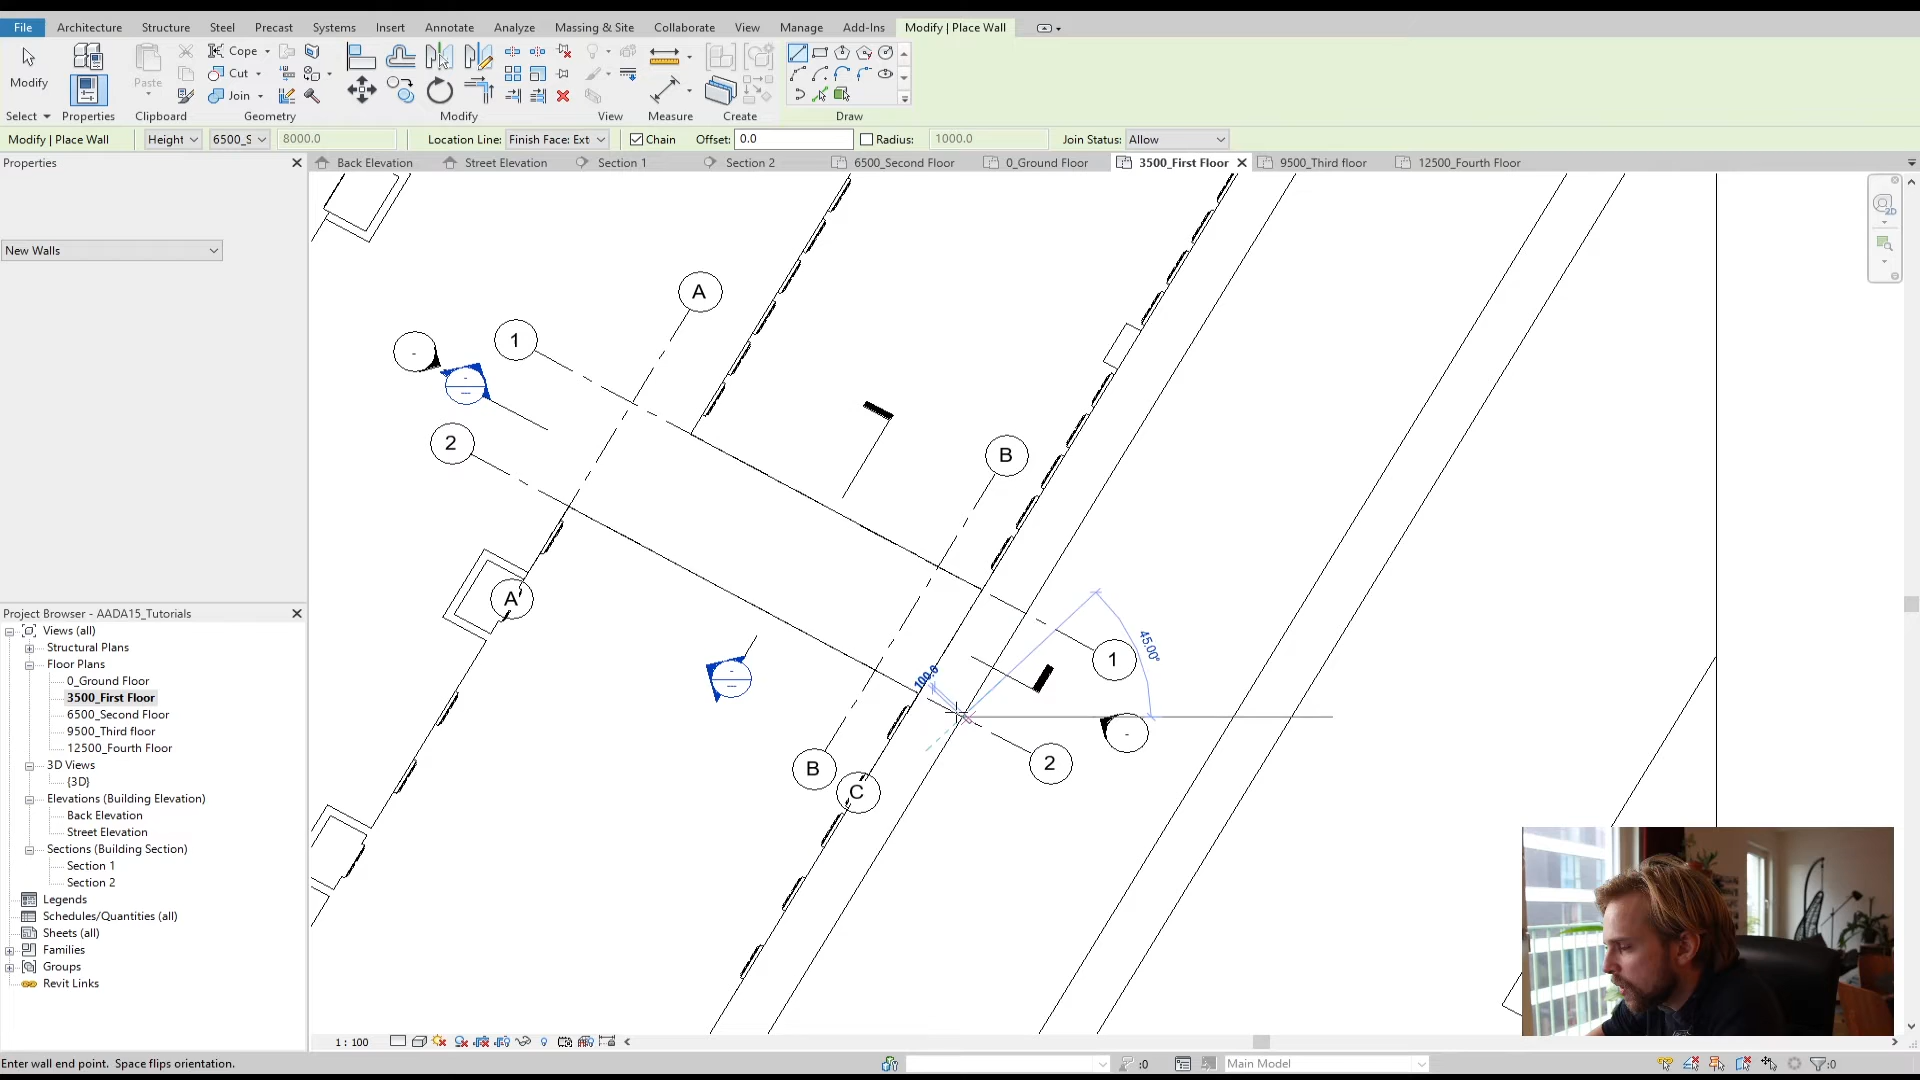 File Architecture Structure Steel Precast Systems Insert Annotate Analyze Massing & Site Collaborate View Manage Add-Ins Modify | Place Wall
Modify Paste Cope Cut Join
Select Properties Clipboard Geometry Modify View Measure Create Draw
Modify | Place Wall Height 6500_S 8000.0 Location Line: Finish Face: Ext Chain Offset: 0.0 Radius: 1000.0 Join Status: Allow
Properties
Back Elevation Street Elevation Section 1 Section 2 6500_Second Floor 0_Ground Floor 3500_First Floor 9500_Third floor 12500_Fourth Floor
2D
New Walls
A
1
2
B
A
45.00°
1
100.0
2
B
C
Project Browser - AADA15_Tutorials
Views (all)
Structural Plans
Floor Plans
0_Ground Floor
3500_First Floor
6500_Second Floor
9500_Third floor
12500_Fourth Floor
3D Views
{3D}
Elevations (Building Elevation)
Back Elevation
Street Elevation
Sections (Building Section)
Section 1
Section 2
Legends
Schedules/Quantities (all)
Sheets (all)
Families
Groups
Revit Links
1 : 100
Enter wall end point. Space flips orientation. :0 Main Model :0